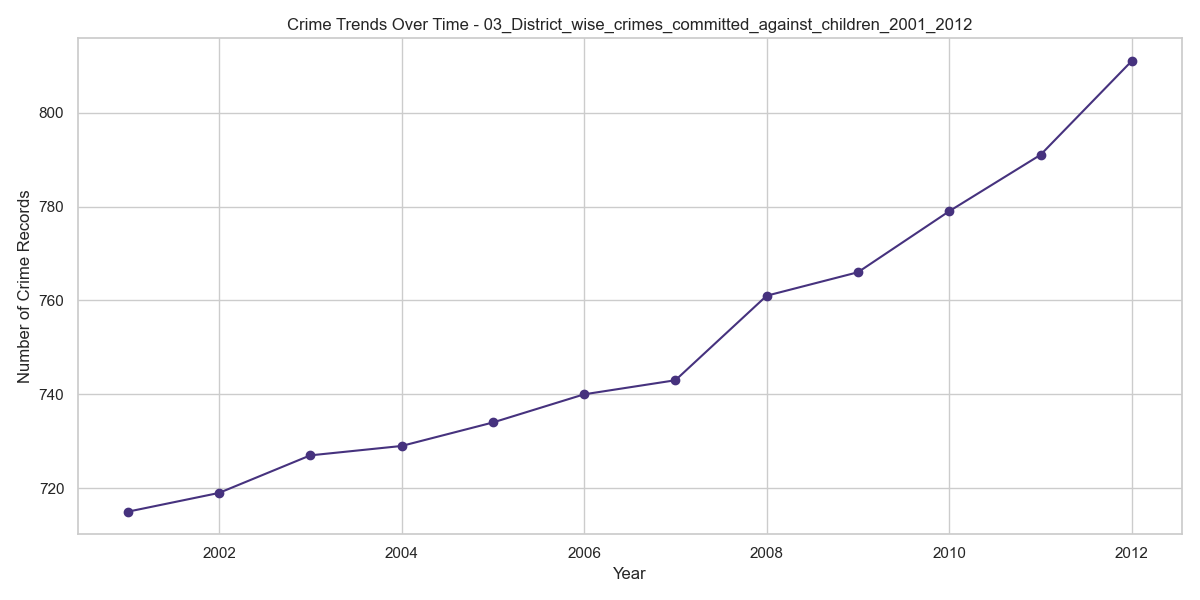 Crime Trends Over Time - 03_District_wise_crimes_committed_against_children_2001_2012
Number of Crime Records
800
780
760
740
720
2002 2004 2006 2008 2010 2012
Year